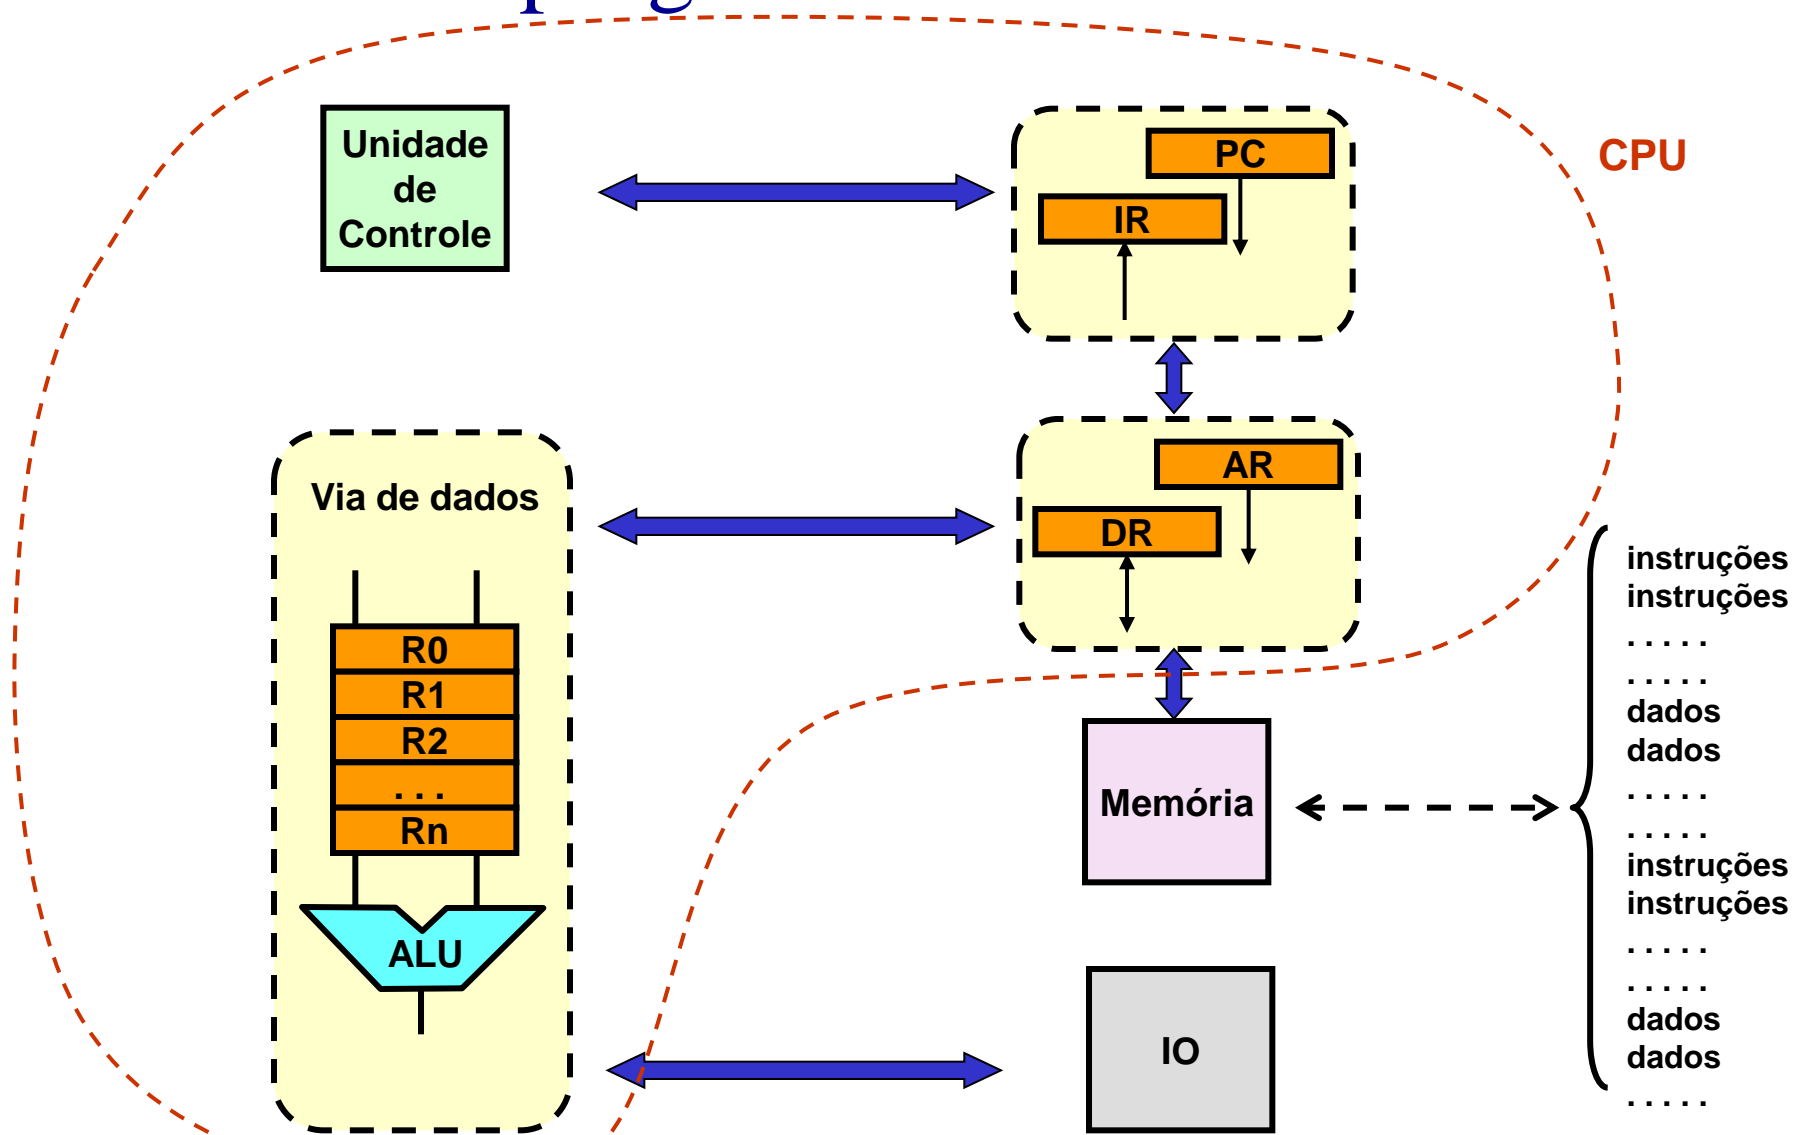 Unidade
de
Controle
PC
IR
CPU
AR
DR
Via de dados
R0
R1
R2
. . .
Rn
ALU
Memória
IO
instruções
instruções
. . . . .
. . . . .
dados
dados
. . . . .
. . . . .
instruções
instruções
. . . . .
. . . . .
dados
dados
. . . . .